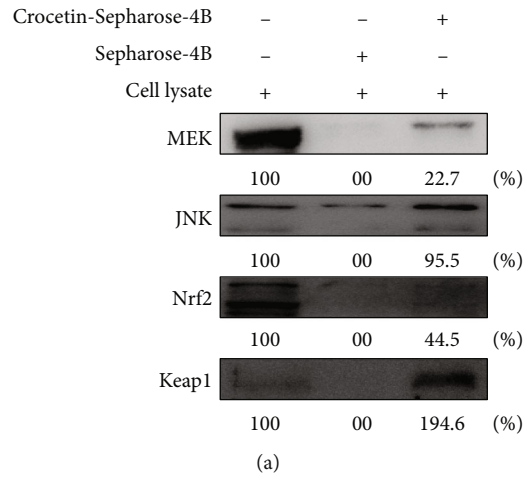 Crocetin-Sepharose-4B – – +
Sepharose-4B – + –
Cell lysate + + +
MEK
100 00 22.7 (%)
JNK
100 00 95.5 (%)
Nrf2
100 00 44.5 (%)
Keap1
100 00 194.6 (%)
(a)